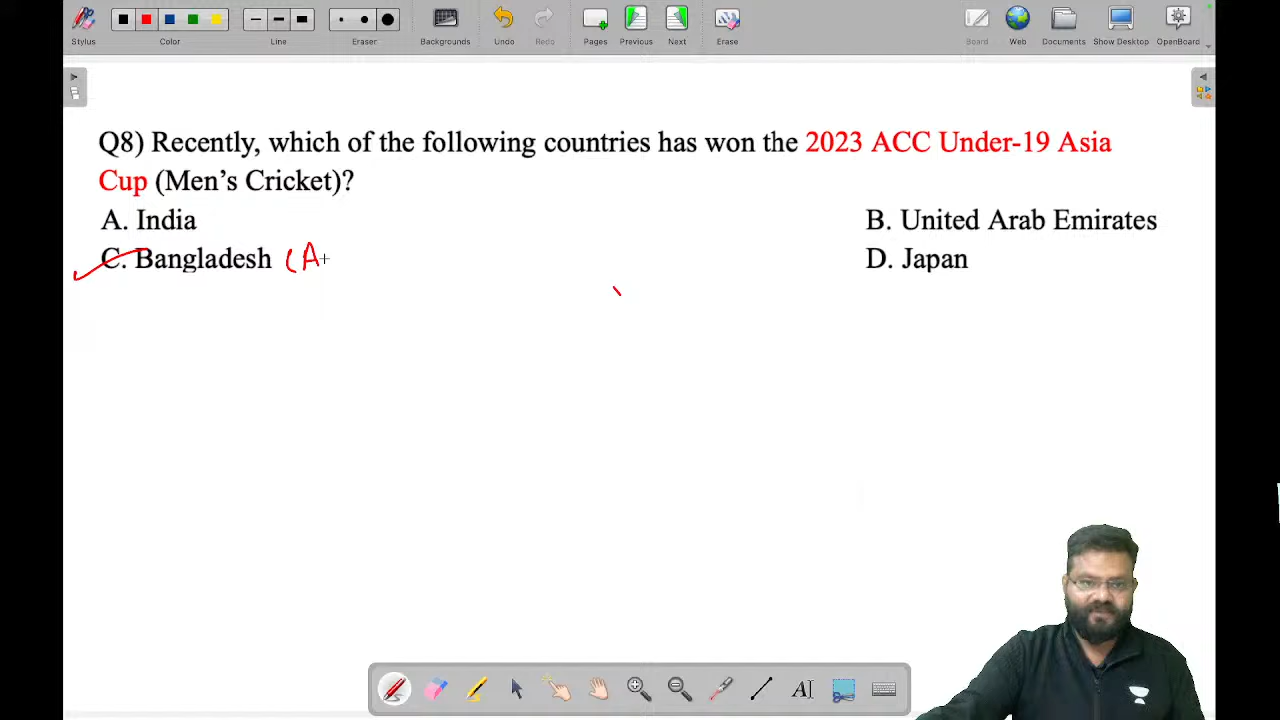 Stylus
Color
Line
Eraser
Backgrounds
Undo
Redo
Pages
Previous
Next
Erase
Board
Web
Documents
Show Desktop
OpenBoard
Q8) Recently, which of the following countries has won the 2023 ACC Under-19 Asia
Cup (Men’s Cricket)?
A. India
B. United Arab Emirates
C. Bangladesh (A
D. Japan